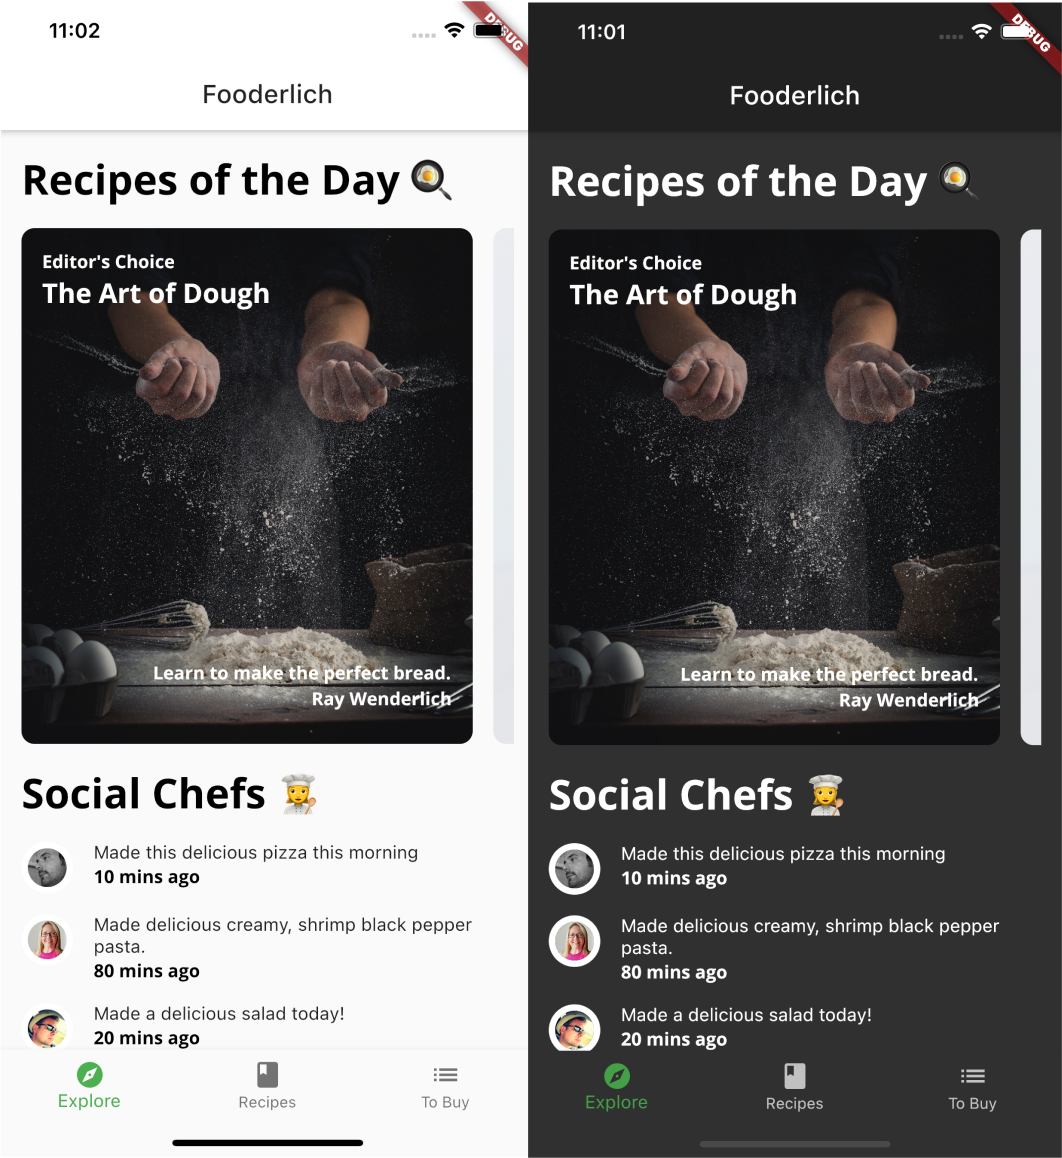 11:02
DEBUG
Fooderlich
Recipes of the Day
Editor's Choice
The Art of Dough
Learn to make the perfect bread.
Ray Wenderlich
Social Chefs
Made this delicious pizza this morning
10 mins ago
Made delicious creamy, shrimp black pepper
pasta.
80 mins ago
Made a delicious salad today!
20 mins ago
Explore
Recipes
To Buy
11:01
DEBUG
Fooderlich
Recipes of the Day
Editor's Choice
The Art of Dough
Learn to make the perfect bread.
Ray Wenderlich
Social Chefs
Made this delicious pizza this morning
10 mins ago
Made delicious creamy, shrimp black pepper
pasta.
80 mins ago
Made a delicious salad today!
20 mins ago
Explore
Recipes
To Buy